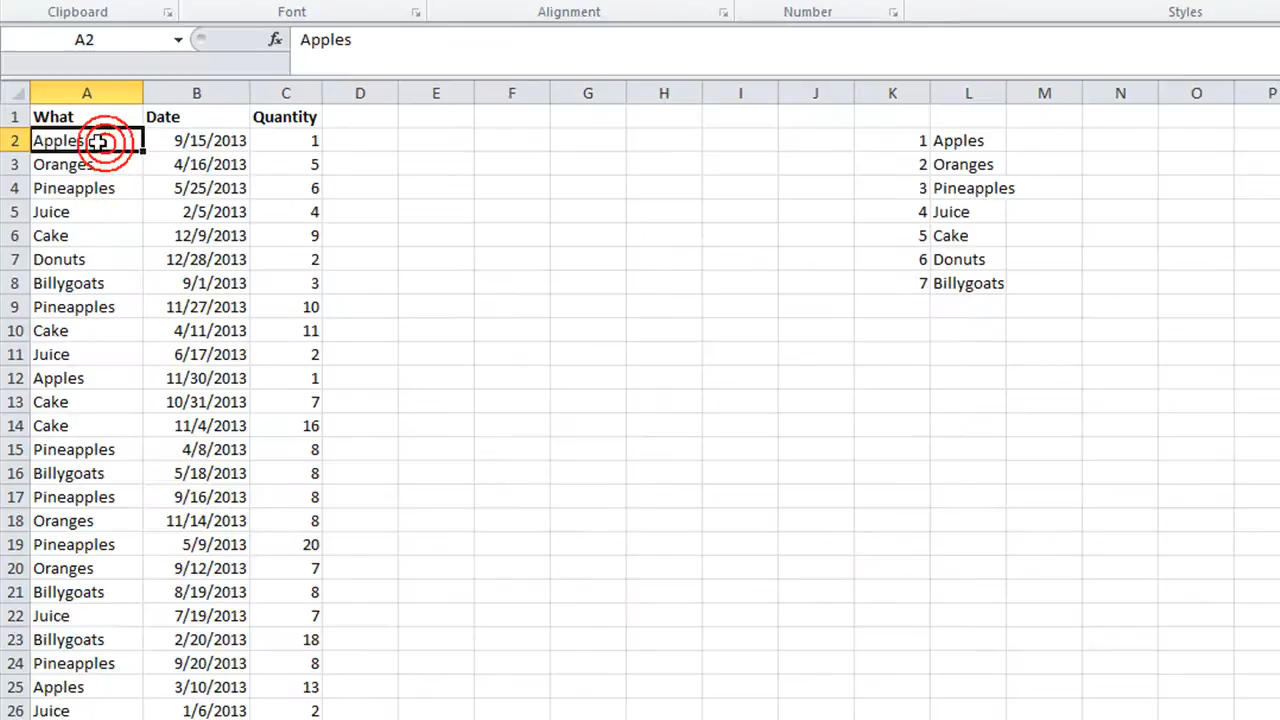 Clipboard Font Alignment Number Styles
A2 fx Apples
A B C D E F G H I J K L M N O P
1 What Date Quantity
2 Apples 9/15/2013 1 1 Apples
3 Oranges 4/16/2013 5 2 Oranges
4 Pineapples 5/25/2013 6 3 Pineapples
5 Juice 2/5/2013 4 4 Juice
6 Cake 12/9/2013 9 5 Cake
7 Donuts 12/28/2013 2 6 Donuts
8 Billygoats 9/1/2013 3 7 Billygoats
9 Pineapples 11/27/2013 10
10 Cake 4/11/2013 11
11 Juice 6/17/2013 2
12 Apples 11/30/2013 1
13 Cake 10/31/2013 7
14 Cake 11/4/2013 16
15 Pineapples 4/8/2013 8
16 Billygoats 5/18/2013 8
17 Pineapples 9/16/2013 8
18 Oranges 11/14/2013 8
19 Pineapples 5/9/2013 20
20 Oranges 9/12/2013 7
21 Billygoats 8/19/2013 8
22 Juice 7/19/2013 7
23 Billygoats 2/20/2013 18
24 Pineapples 9/20/2013 8
25 Apples 3/10/2013 13
26 Juice 1/6/2013 2